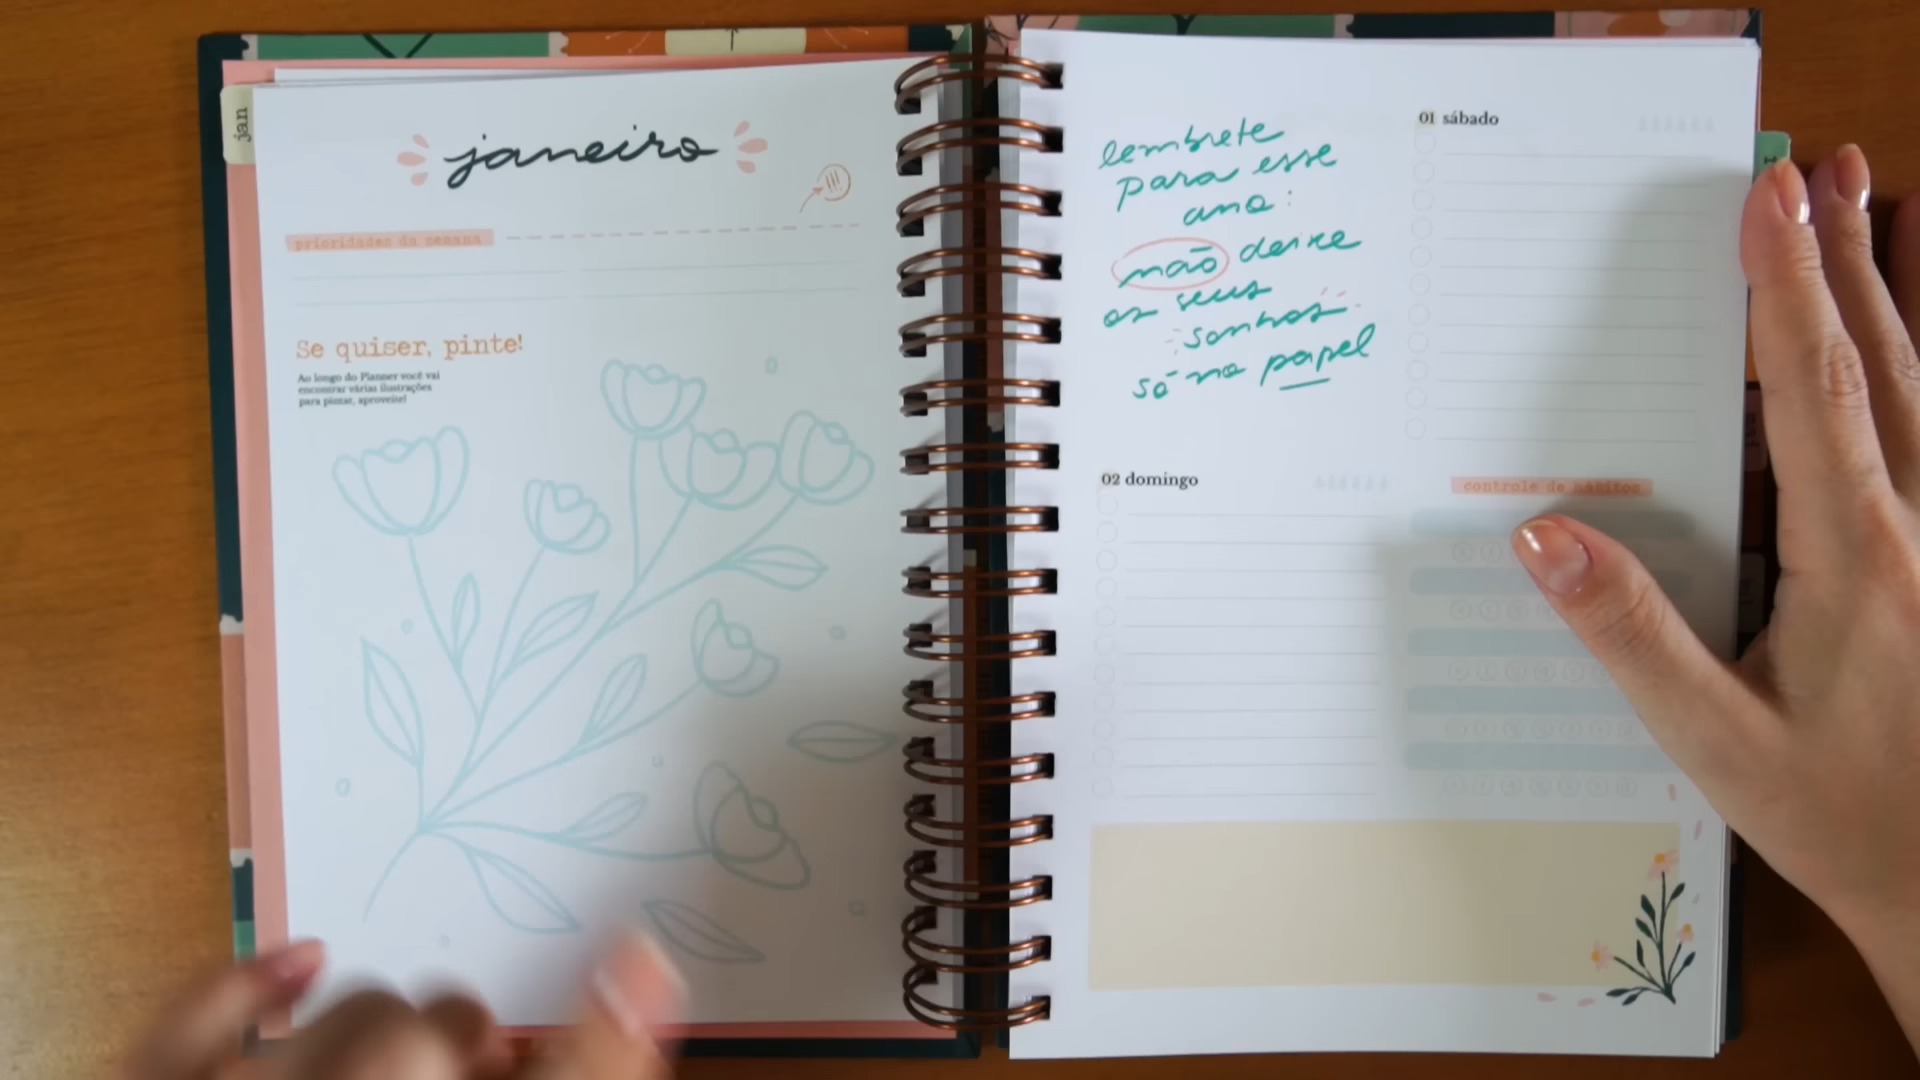 jan
janeiro
prioridades da semana
Se quiser, pinte!
Ao longo do Planner você vai
encontrar várias ilustrações
para pintar, aproveite!
lembrete
para esse
ano:
não deixe
os seus
sonhos
só no papel
01 sábado
02 domingo
controle de hábitos